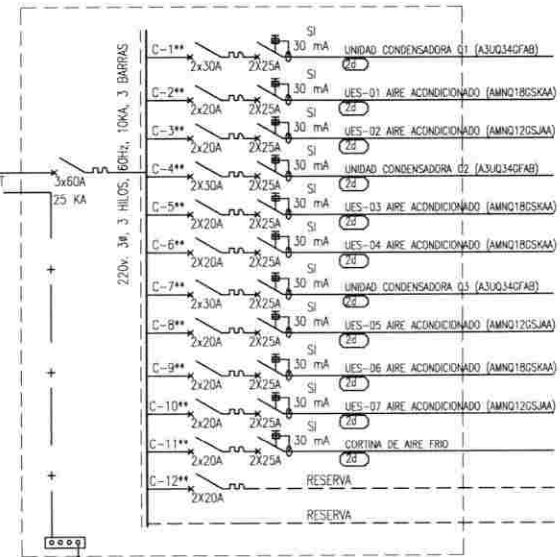 220v. 3ø, 3 HILOS, 60Hz, 10KA, 3 BARRAS
T
3x60A
25 KA
SI
C-1** 30 mA UNIDAD CONDENSADORA 01 (A3UQ34GFAB)
2x30A 2X25A 2d
SI
C-2** 30 mA UES-01 AIRE ACONDICIONADO (AMNQ18GSKAA)
2x20A 2X25A 2d
SI
C-3** 30 mA UES-02 AIRE ACONDICIONADO (AMNQ12GSJAA)
2x20A 2X25A 2d
SI
C-4** 30 mA UNIDAD CONDENSADORA 02 (A3UQ34GFAB)
2X30A 2X25A 2d
SI
C-5** 30 mA UES-03 AIRE ACONDICIONADO (AMNQ18GSKAA)
2X20A 2X25A 2d
SI
C-6** 30 mA UES-04 AIRE ACONDICIONADO (AMNQ18GSKAA)
2X20A 2X25A 2d
SI
C-7** 30 mA UNIDAD CONDENSADORA 03 (A3UQ34GFAB)
2x30A 2X25A 2d
SI
C-8** 30 mA UES-05 AIRE ACONDICIONADO (AMNQ12GSJAA)
2x20A 2X25A 2d
SI
C-9** 30 mA UES-06 AIRE ACONDICIONADO (AMNQ18GSKAA)
2x20A 2X25A 2d
SI
C-10** 30 mA UES-07 AIRE ACONDICIONADO (AMNQ12GSJAA)
2x20A 2X25A 2d
SI
C-11** 30 mA CORTINA DE AIRE FRIO
2x20A 2X25A 2d
C-12** RESERVA
2X20A
RESERVA